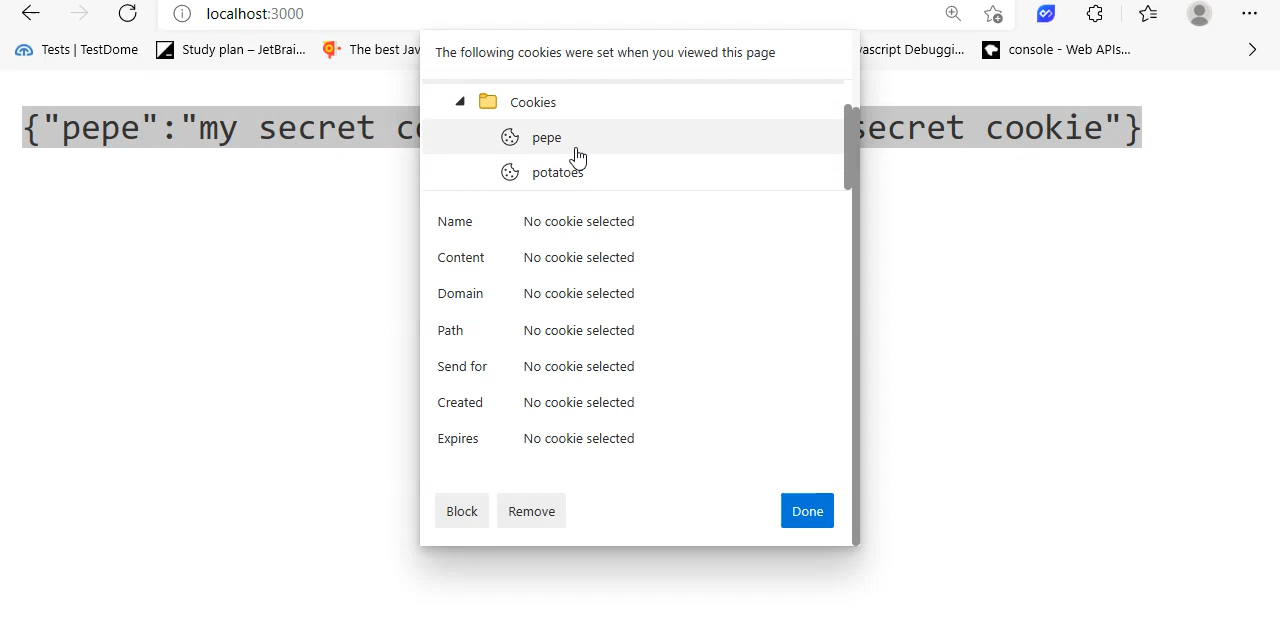 localhost:3000
Tests | TestDome
Study plan – JetBrai...
The best Jav
ascript Debuggi...
console - Web APIs...
The following cookies were set when you viewed this page
Cookies
{"pepe":"my secret c
secret cookie"}
pepe
potatoes
Name No cookie selected
Content No cookie selected
Domain No cookie selected
Path No cookie selected
Send for No cookie selected
Created No cookie selected
Expires No cookie selected
Block
Remove
Done